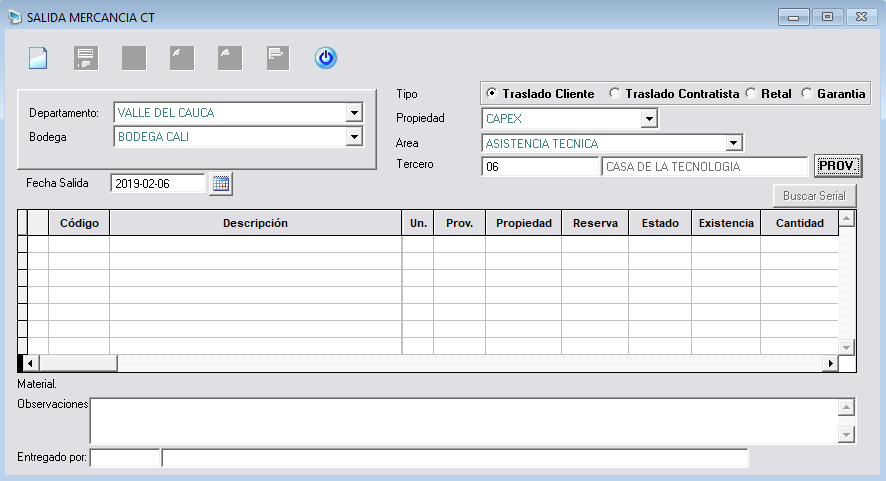 SALIDA MERCANCIA CT
Tipo
Traslado Cliente
Traslado Contratista
Retal
Garantia
Departamento:
VALLE DEL CAUCA
Propiedad
CAPEX
Bodega
BODEGA CALI
Area
ASISTENCIA TECNICA
Tercero
06
CASA DE LA TECNOLOGIA
PROV.
Fecha Salida
2019-02-06
Buscar Serial
Código Descripción Un. Prov. Propiedad Reserva Estado Existencia Cantidad
Material.
Observaciones
Entregado por: